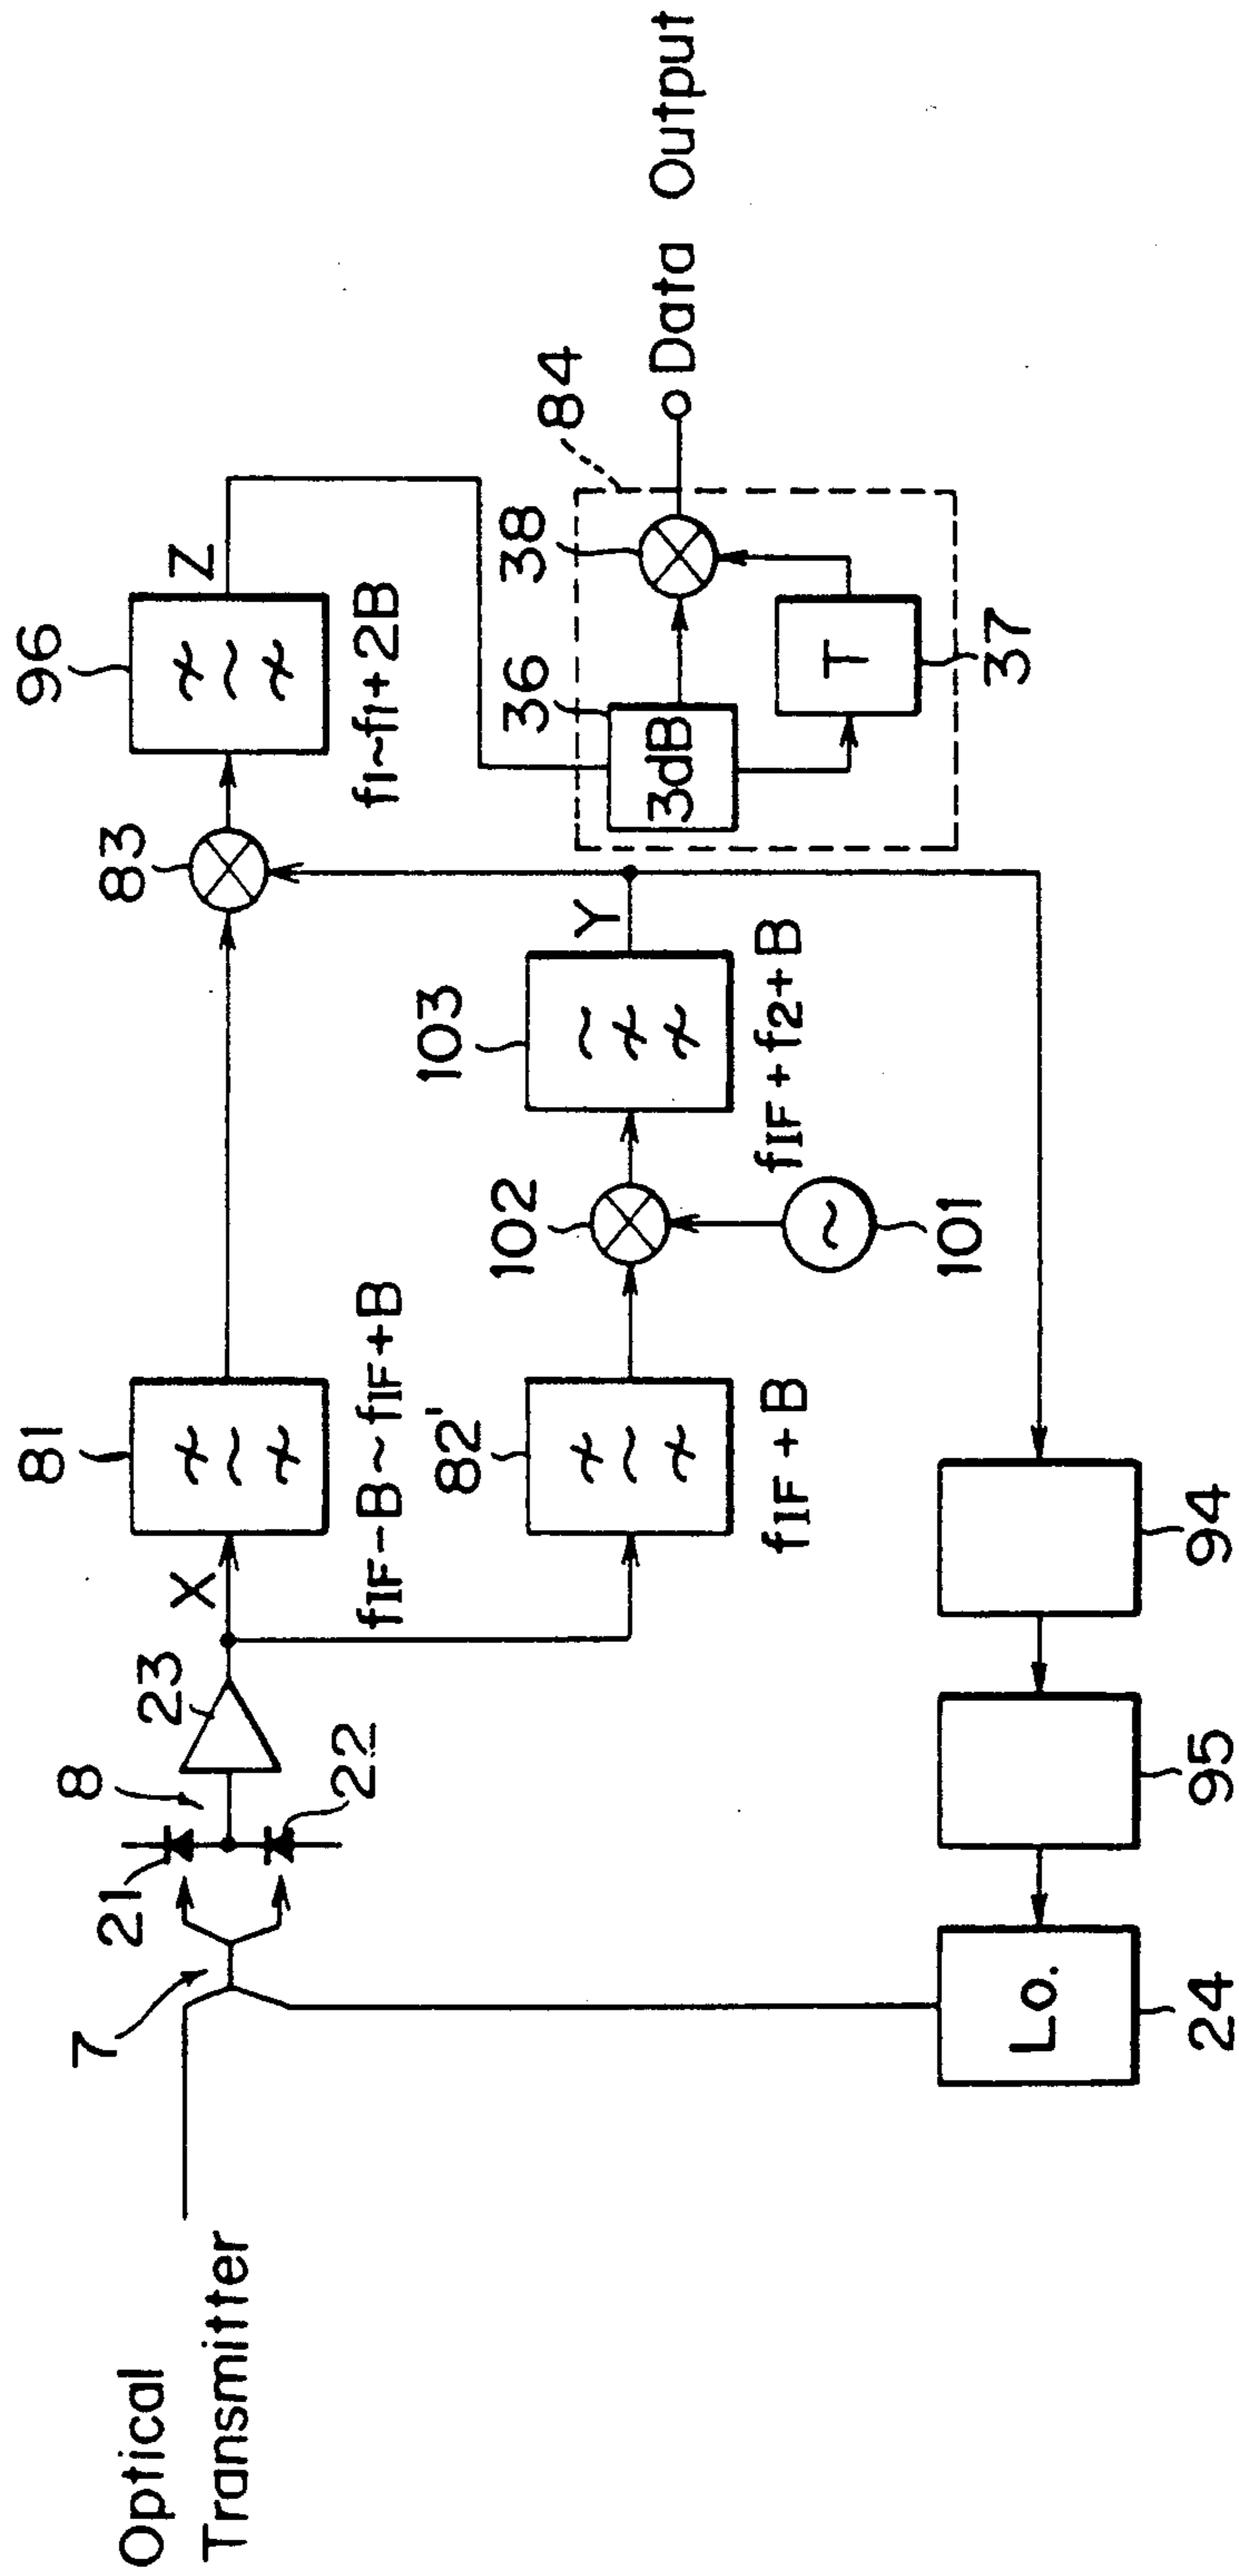 Optical
Transmitter
7
21
8
22
23
X
81
fIF−B~fIF+B
82'
fIF+B
102
101
103
fIF+f2+B
Y
83
96
f1~f1+2B
Z
36
3dB
38
84
T
37
Data Output
94
95
Lo.
24